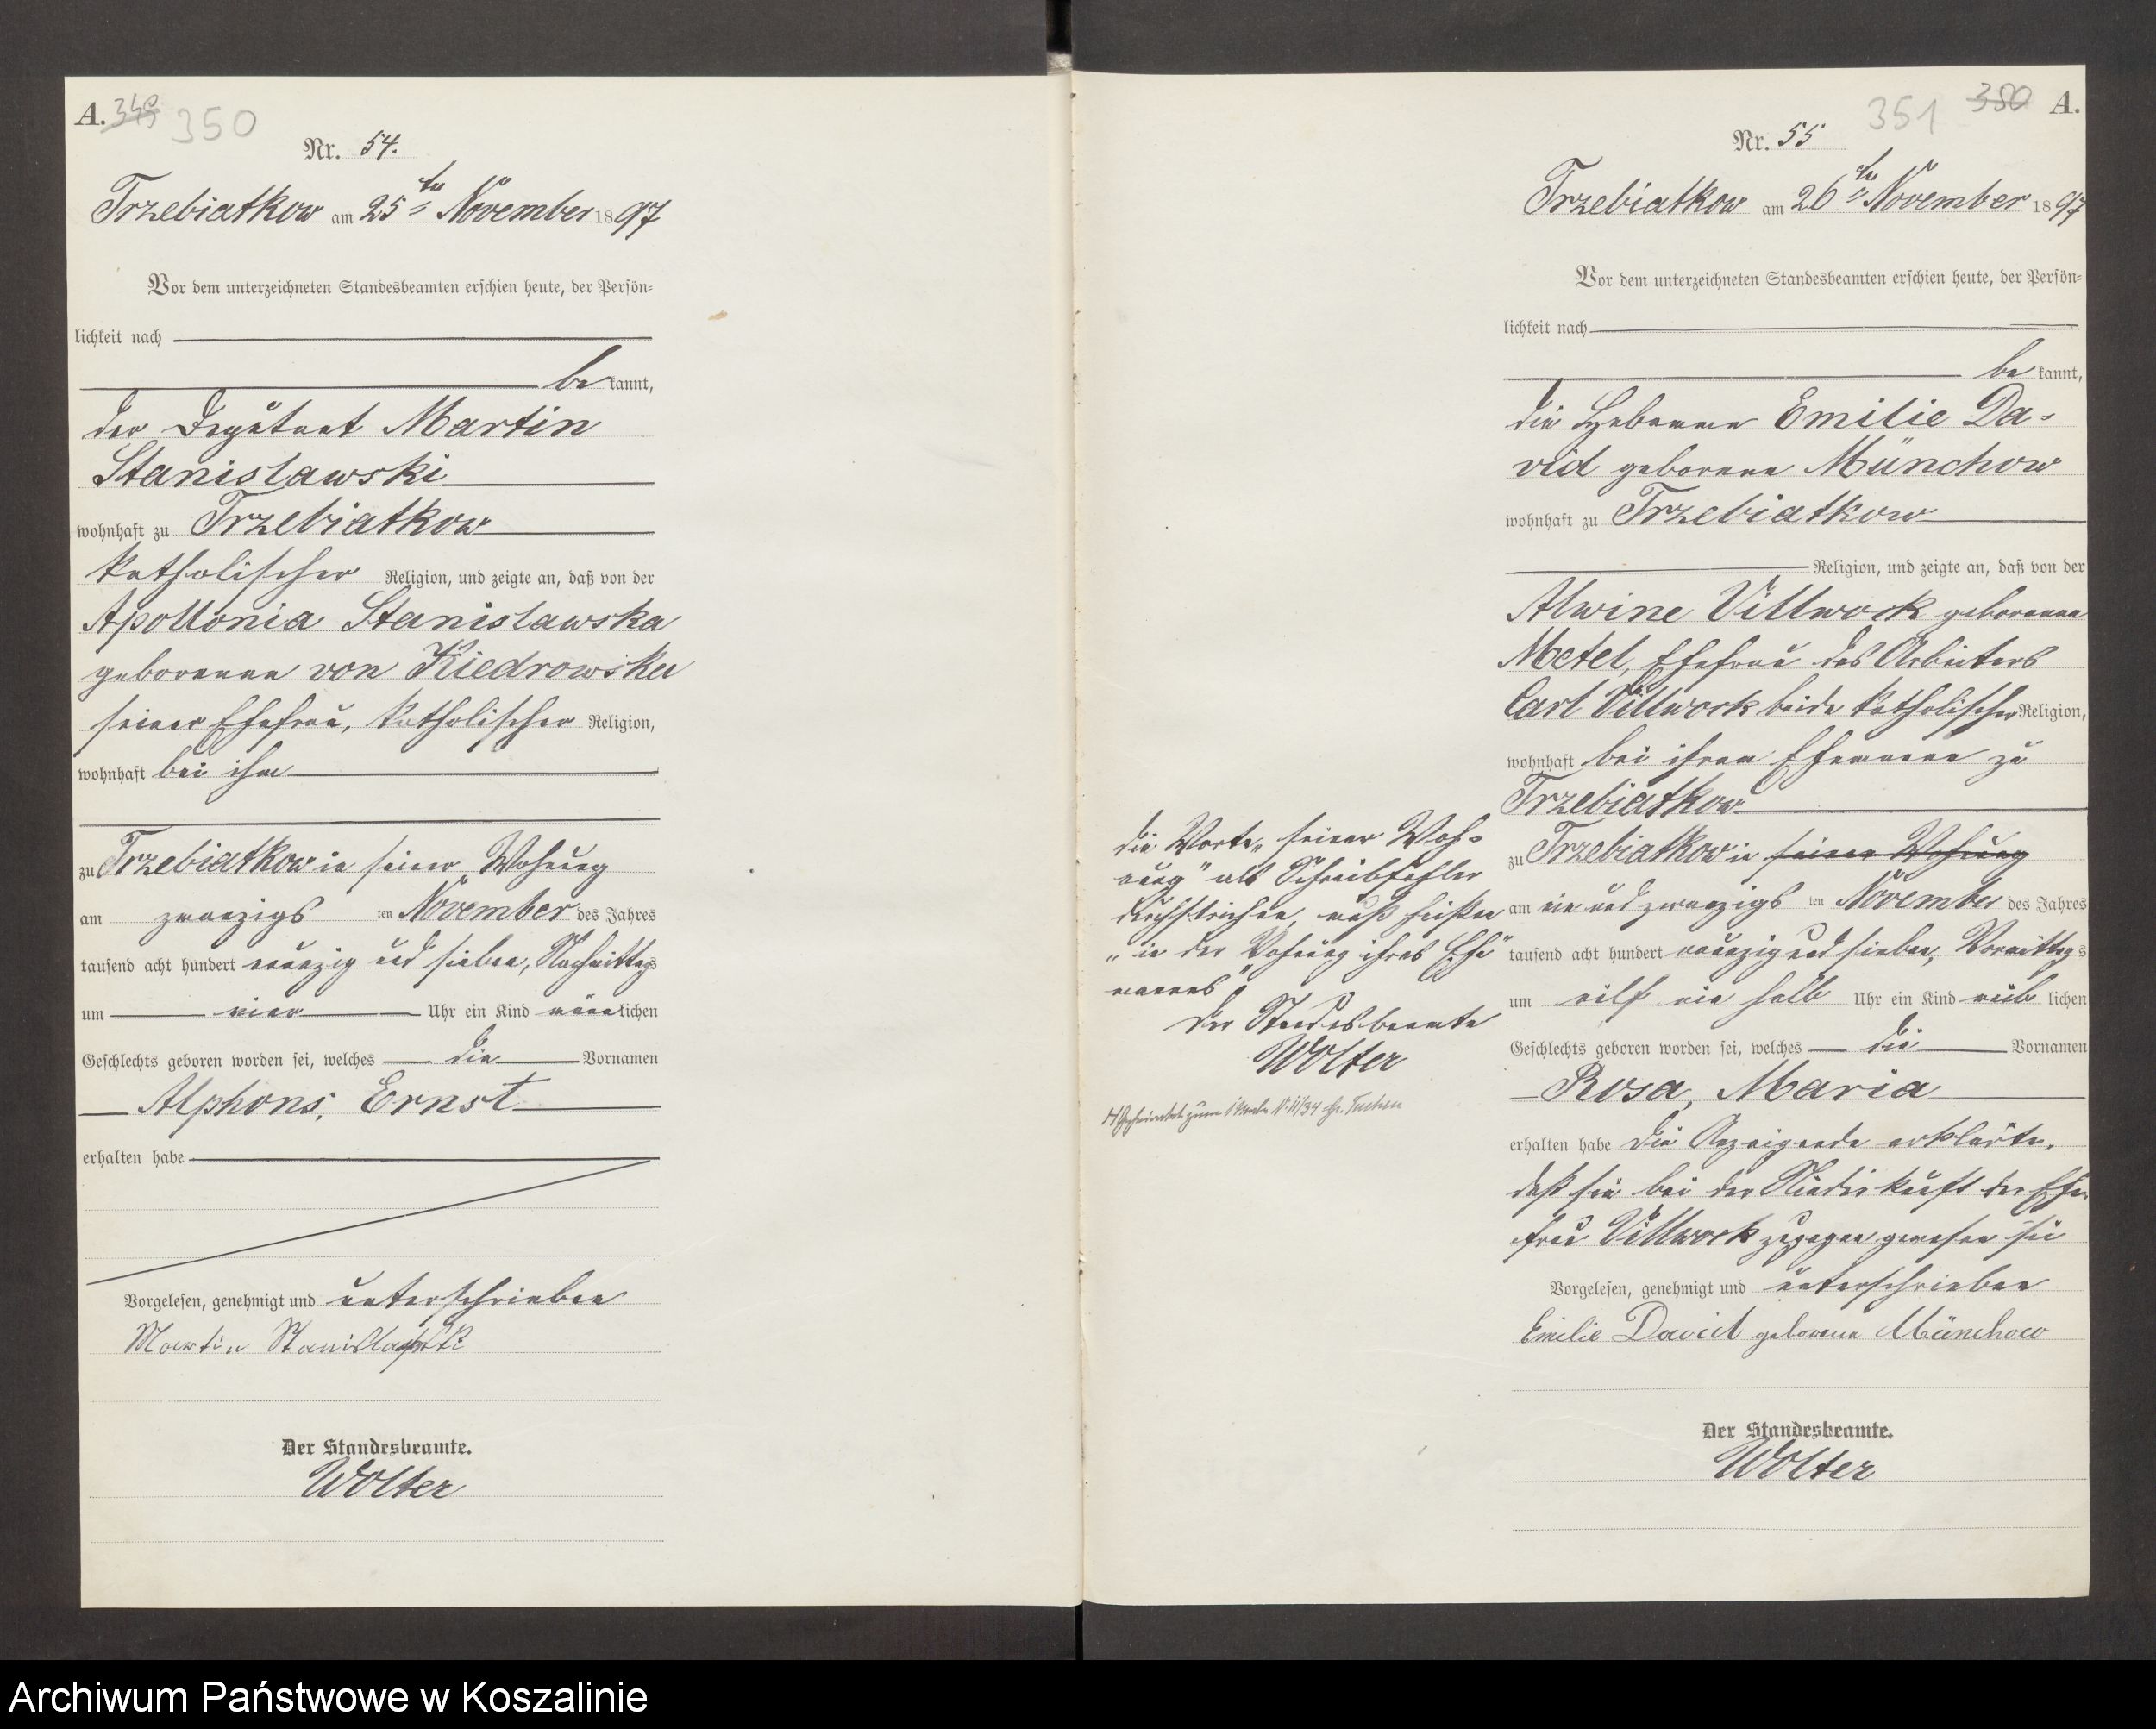 A. 349 350
Nr. 54.
Trzebiatkow am 25ten November 1897
Vor dem unterzeichneten Standesbeamten erschien heute, der Persön-
lichkeit nach
bekannt,
der Deputant Martin
Stanislawski
wohnhaft zu Trzebiatkow
katholischer Religion, und zeigte an, daß von der
Apollonia Stanislawska
geborenen von Kiedrowska
seiner Ehefrau, katholischer Religion,
wohnhaft bei ihm
zu Trzebiatkow in seiner Wohnung
am zwanzigsten November des Jahres
tausend acht hundert neunzig und sieben, Nachmittags
um vier Uhr ein Kind männlichen
Geschlechts geboren worden sei, welches die Vornamen
Alphons, Ernst
erhalten habe
Vorgelesen, genehmigt und unterschrieben
Martin
Der Standesbeamte.
Wolter
351 350 A.
Nr. 55
Trzebiatkow am 26ten November 1897
Vor dem unterzeichneten Standesbeamten erschien heute, der Persön-
lichkeit nach
bekannt,
die Hebamme Emilie Da-
vid geborene Münchow
wohnhaft zu Trzebiatkow
Religion, und zeigte an, daß von der
Alwine Villwock geborenen
Metel, Ehefrau des Arbeiters
Carl Villwock beide katholischer Religion,
wohnhaft bei ihrem Ehemanne zu
Trzebiatkow
zu Trzebiatkow in seiner Wohnung
am ein und zwanzigsten November des Jahres
tausend acht hundert neunzig und sieben, Vormittags
um elf ein halb Uhr ein Kind weiblichen
Geschlechts geboren worden sei, welches die Vornamen
Rosa, Maria
erhalten habe Die Anzeigende erklärte,
daß sie bei der Niederkunft der Ehe
frau Villwock zugegen gewesen sei
Vorgelesen, genehmigt und unterschrieben
Emilie David geborene Münchow
Der Standesbeamte.
Wolter
die Worte „seiner Woh-
nung" als Schreibfehler
durchstrichen, muß heißen
„in der Wohnung ihres Ehe
mannes"
Der Standesbeamte
Wolter
Tuchen
Archiwum Państwowe w Koszalinie